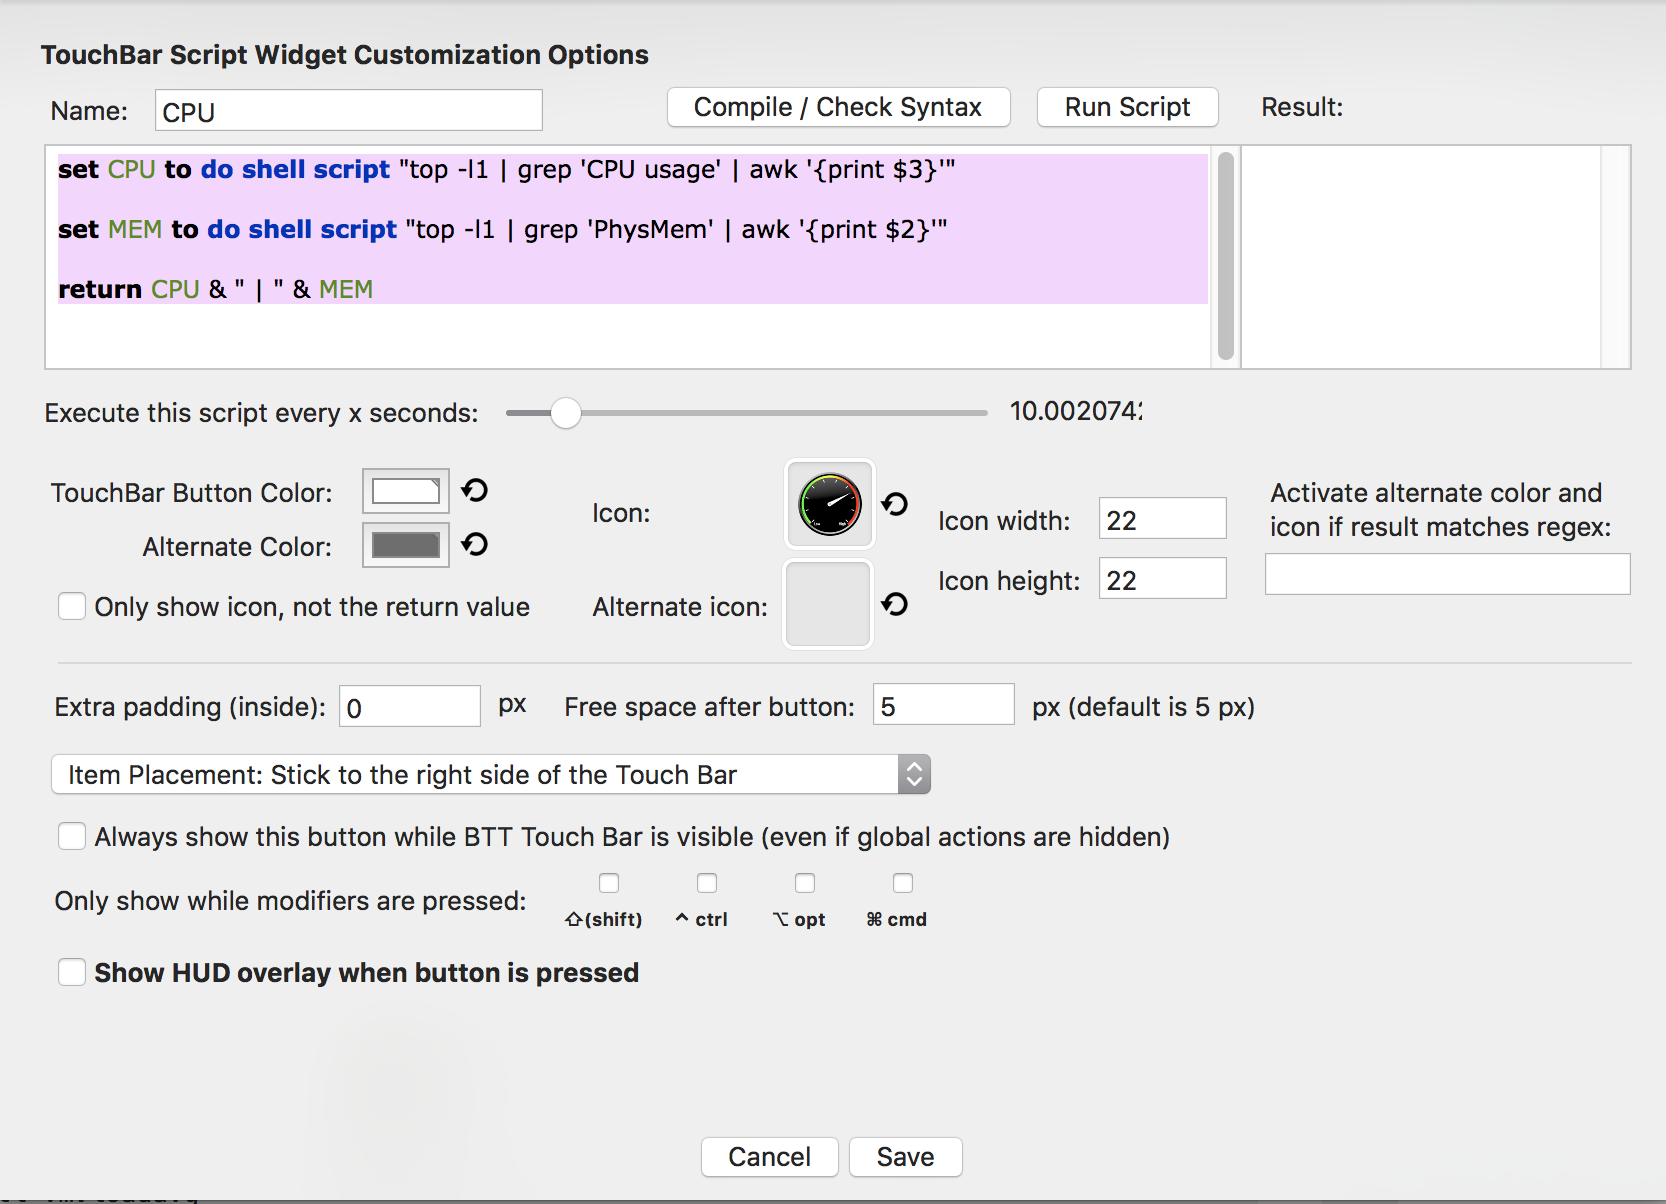 TouchBar Script Widget Customization Options
Name: CPU Compile / Check Syntax Run Script Result:
set CPU to do shell script "top -l1 | grep 'CPU usage' | awk '{print $3}'"
set MEM to do shell script "top -l1 | grep 'PhysMem' | awk '{print $2}'"
return CPU & " | " & MEM
Execute this script every x seconds: 10.0020742
TouchBar Button Color:
Alternate Color:
Only show icon, not the return value
Icon:
Alternate icon:
Icon width: 22
Icon height: 22
Activate alternate color and
icon if result matches regex:
Extra padding (inside): 0 px Free space after button: 5 px (default is 5 px)
Item Placement: Stick to the right side of the Touch Bar
Always show this button while BTT Touch Bar is visible (even if global actions are hidden)
Only show while modifiers are pressed: ⇧(shift) ^ ctrl ⌥ opt ⌘ cmd
Show HUD overlay when button is pressed
Cancel Save